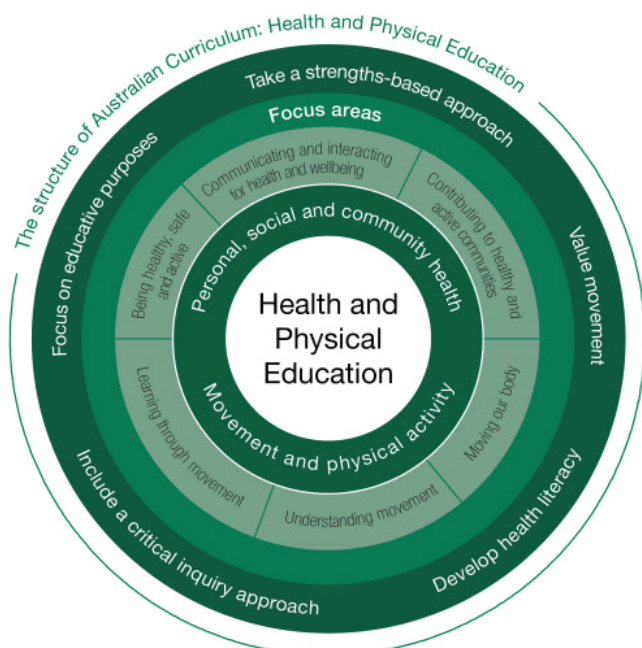 The structure of Australian Curriculum: Health and Physical Education
Take a strengths-based approach
Value movement
Develop health literacy
Include a critical inquiry approach
Focus on educative purposes
Focus areas
Being healthy, safe
and active
Communicating and interacting
for health and wellbeing
Contributing to healthy and
active communities
Moving our body
Understanding movement
Learning through movement
Personal, social and community health
Movement and physical activity
Health and
Physical
Education